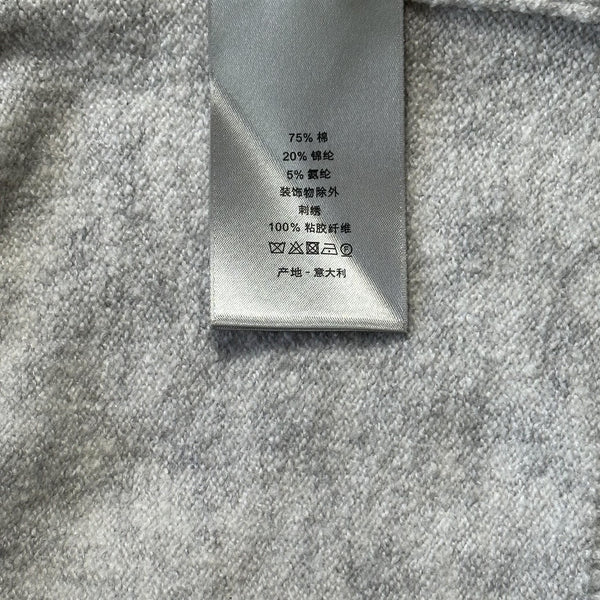 75% 棉
20% 锦纶
5% 氨纶
装饰物除外
刺绣
100% 粘胶纤维
产地 - 意大利